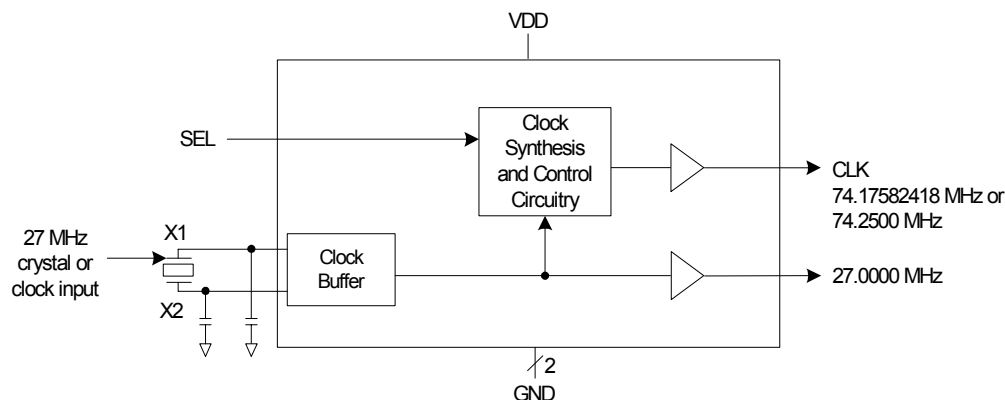 VDD
SEL
Clock
Synthesis
and Control
Circuitry
CLK
74.17582418 MHz or
74.2500 MHz
27 MHz
crystal or
clock input
X1
X2
Clock
Buffer
27.0000 MHz
2
GND